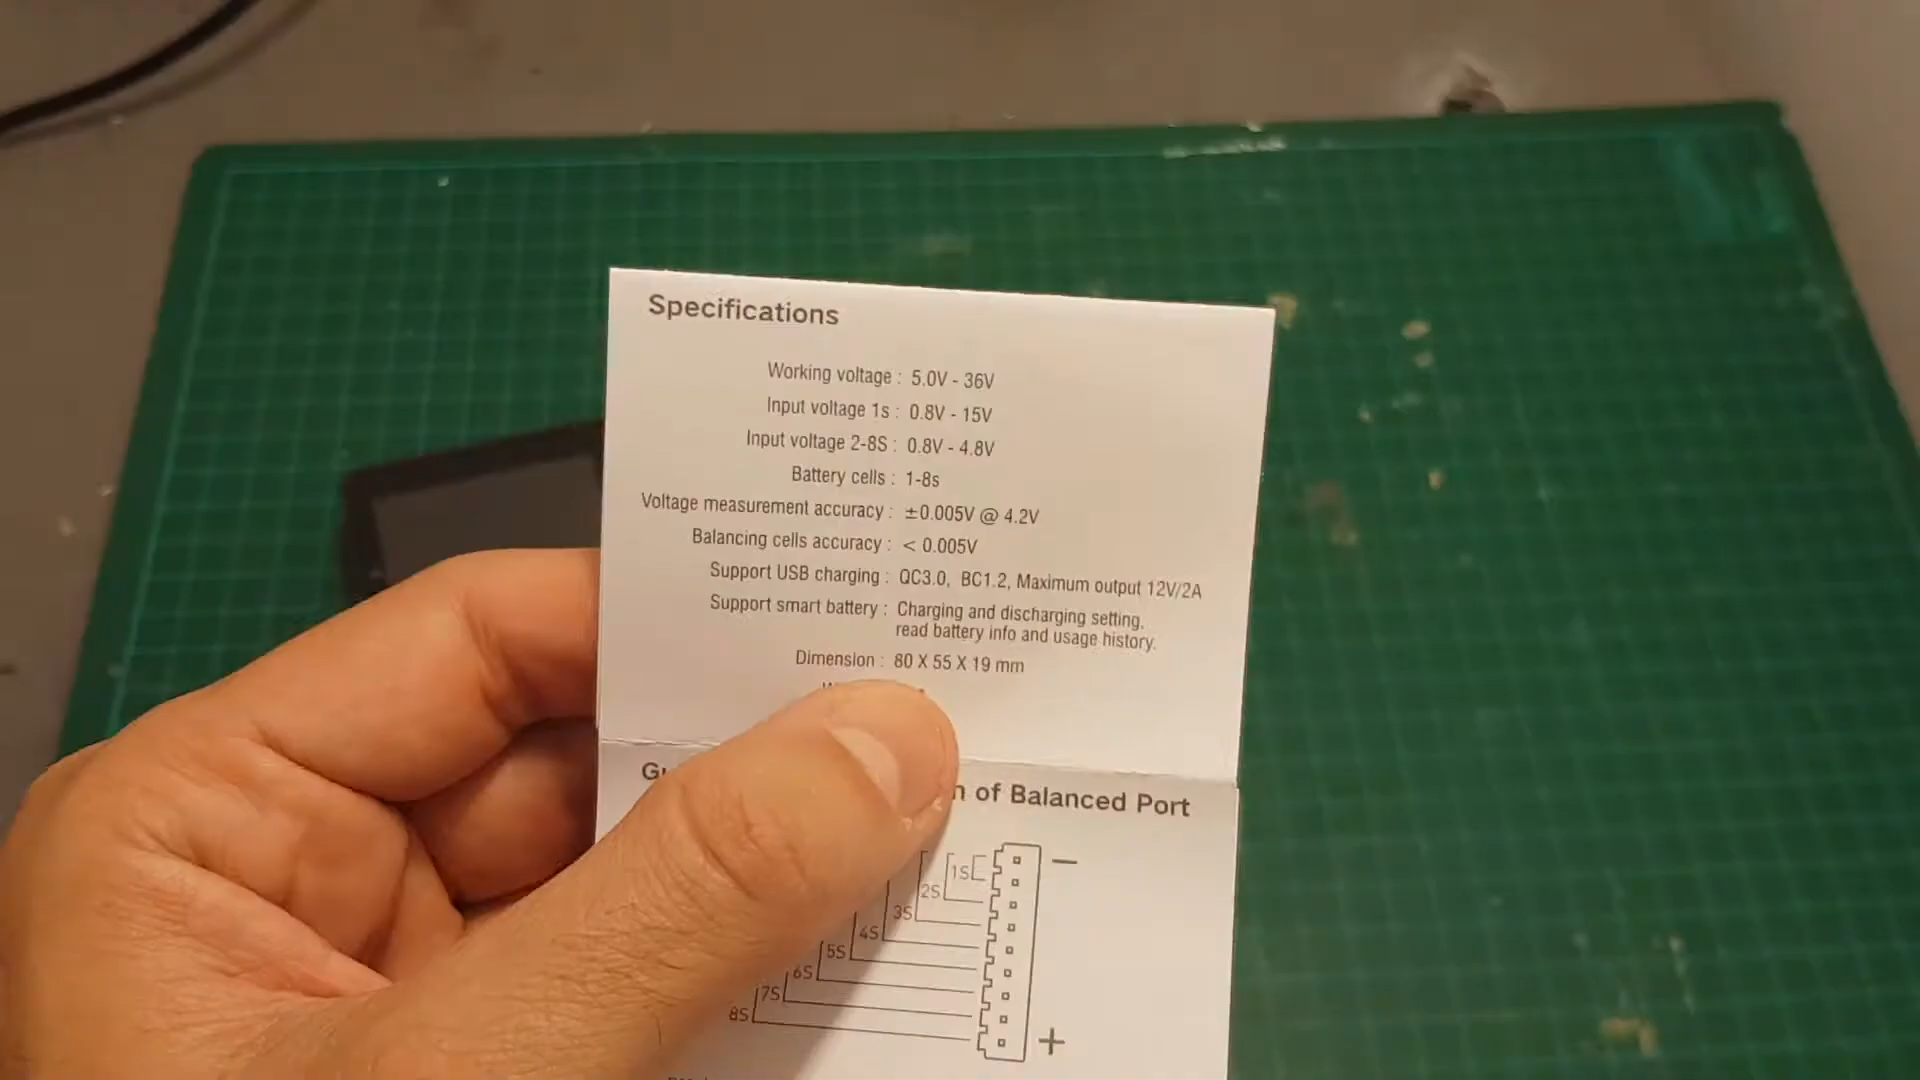 Specifications
Working voltage : 5.0V - 36V
Input voltage 1s : 0.8V - 15V
Input voltage 2-8S : 0.8V - 4.8V
Battery cells : 1-8s
Voltage measurement accuracy : ±0.005V @ 4.2V
Balancing cells accuracy : < 0.005V
Support USB charging : QC3.0, BC1.2, Maximum output 12V/2A
Support smart battery : Charging and discharging setting,
read battery info and usage history.
Dimension : 80 X 55 X 19 mm
of Balanced Port
1S
2S
3S
4S
5S
6S
7S
8S
−
+